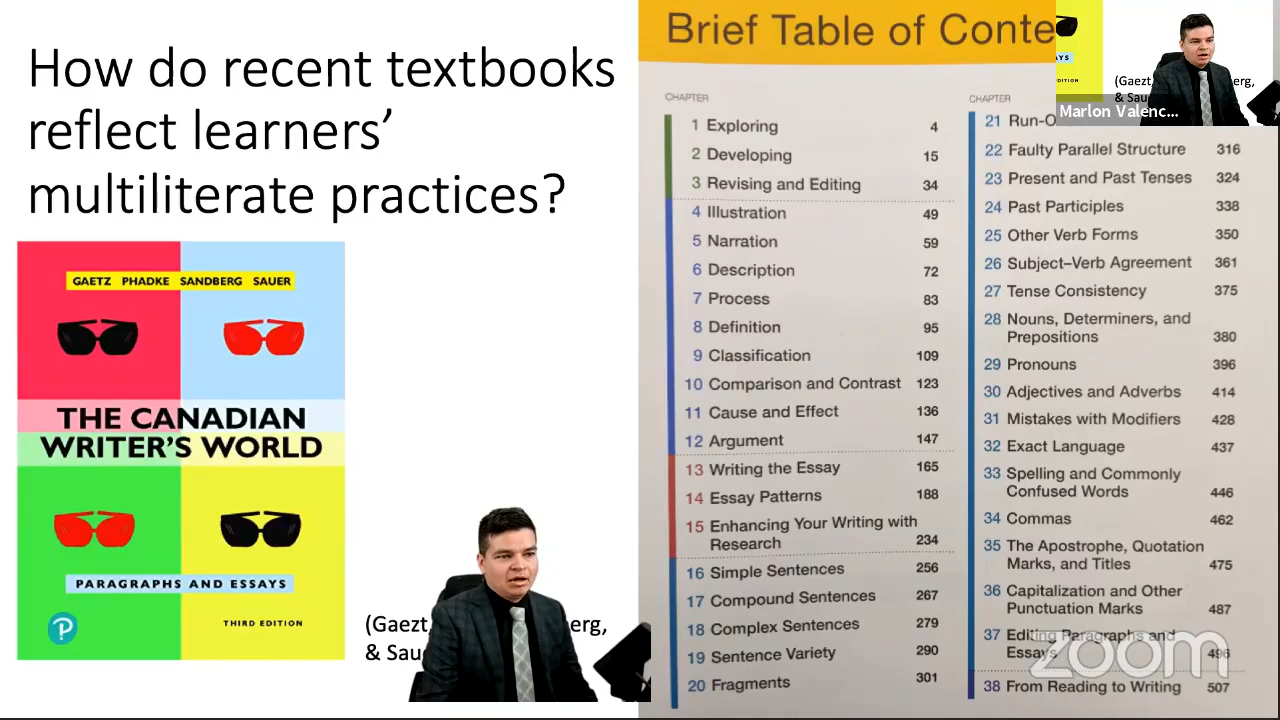 How do recent textbooks
reflect learners’
multiliterate practices?
GAETZ PHADKE SANDBERG SAUER
THE CANADIAN
WRITER'S WORLD
PARAGRAPHS AND ESSAYS
P
THIRD EDITION
(Gaezt,
& Sau
Brief Table of Conte
CHAPTER
1 Exploring 4
2 Developing 15
3 Revising and Editing 34
4 Illustration 49
5 Narration 59
6 Description 72
7 Process 83
8 Definition 95
9 Classification 109
10 Comparison and Contrast 123
11 Cause and Effect 136
12 Argument 147
13 Writing the Essay 165
14 Essay Patterns 188
15 Enhancing Your Writing with
Research 234
16 Simple Sentences 256
17 Compound Sentences 267
18 Complex Sentences 279
19 Sentence Variety 290
20 Fragments 301
CHAPTER
21 Run-O
22 Faulty Parallel Structure 316
23 Present and Past Tenses 324
24 Past Participles 338
25 Other Verb Forms 350
26 Subject–Verb Agreement 361
27 Tense Consistency 375
28 Nouns, Determiners, and
Prepositions 380
29 Pronouns 396
30 Adjectives and Adverbs 414
31 Mistakes with Modifiers 428
32 Exact Language 437
33 Spelling and Commonly
Confused Words 446
34 Commas 462
35 The Apostrophe, Quotation
Marks, and Titles 475
36 Capitalization and Other
Punctuation Marks 487
37 Editing Paragraphs and
Essays 496
38 From Reading to Writing 507
EDITION
(Gaezt,
& Sau
Marlon Valenc...
zoom